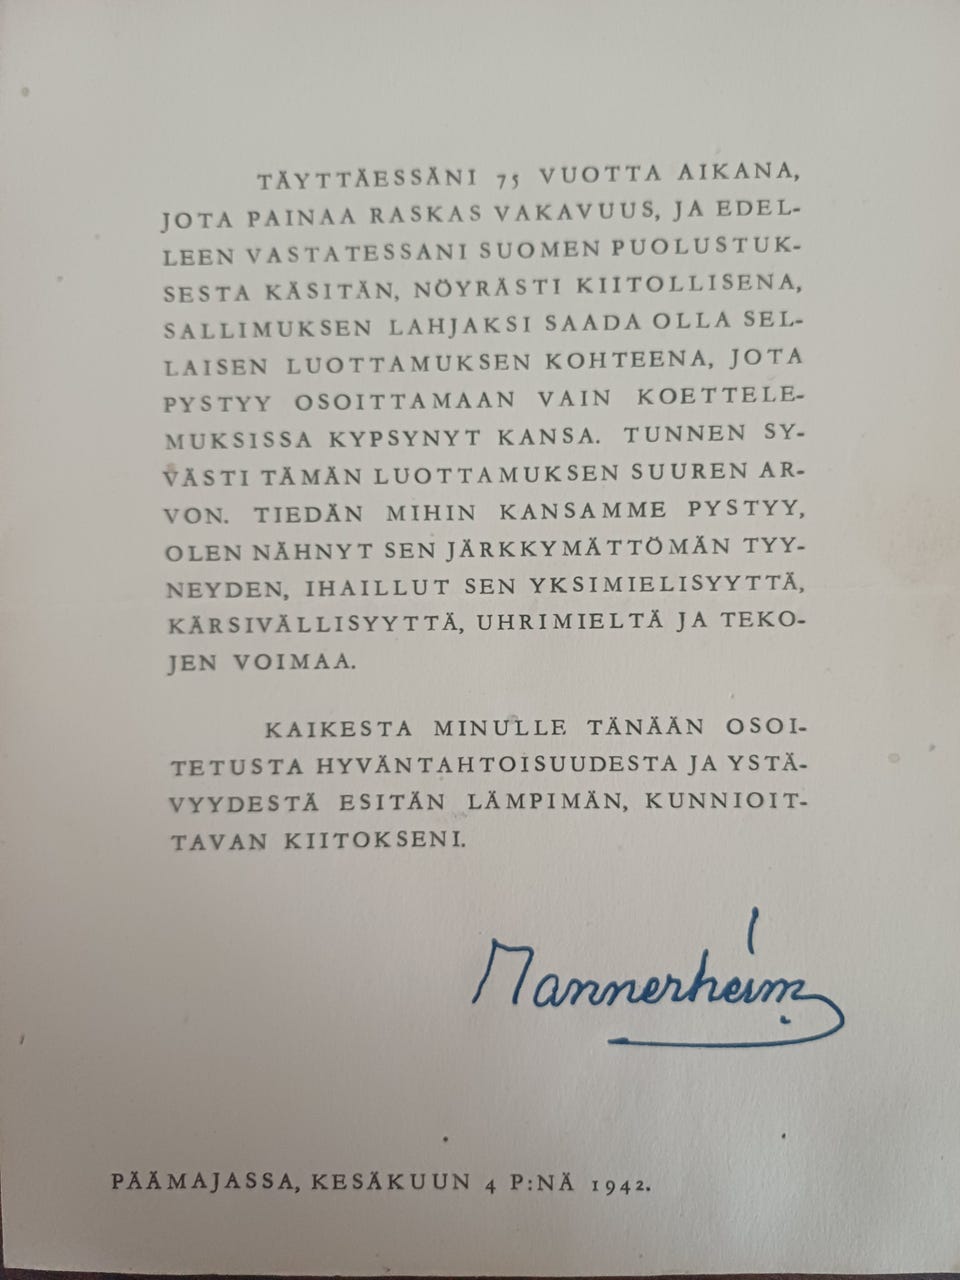 TÄYTTÄESSÄNI 75 VUOTTA AIKANA,
JOTA PAINAA RASKAS VAKAVUUS, JA EDEL-
LEEN VASTATESSANI SUOMEN PUOLUSTUK-
SESTA KÄSITÄN, NÖYRÄSTI KIITOLLISENA,
SALLIMUKSEN LAHJAKSI SAADA OLLA SEL-
LAISEN LUOTTAMUKSEN KOHTEENA, JOTA
PYSTYY OSOITTAMAAN VAIN KOETTELE-
MUKSISSA KYPSYNYT KANSA. TUNNEN SY-
VÄSTI TÄMÄN LUOTTAMUKSEN SUUREN AR-
VON. TIEDÄN MIHIN KANSAMME PYSTYY,
OLEN NÄHNYT SEN JÄRKKYMÄTTÖMÄN TYY-
NEYDEN, IHAILLUT SEN YKSIMIELISYYTTÄ,
KÄRSIVÄLLISYYTTÄ, UHRIMIELTÄ JA TEKO-
JEN VOIMAA.
KAIKESTA MINULLE TÄNÄÄN OSOI-
TETUSTA HYVÄNTAHTOISUUDESTA JA YSTÄ-
VYYDESTÄ ESITÄN LÄMPIMÄN, KUNNIOIT-
TAVAN KIITOKSENI.
Mannerheim
PÄÄMAJASSA, KESÄKUUN 4 P:NÄ 1942.